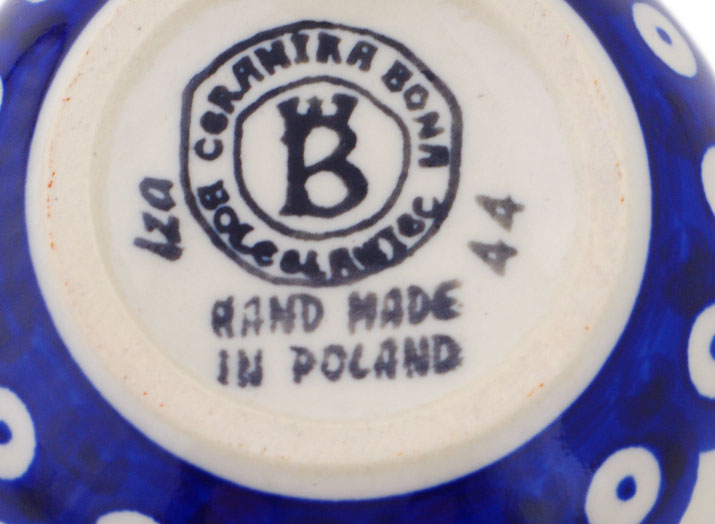 CERAMIKA BONA
BOLESLAWIEC
B
Iza
44
HAND MADE
IN POLAND